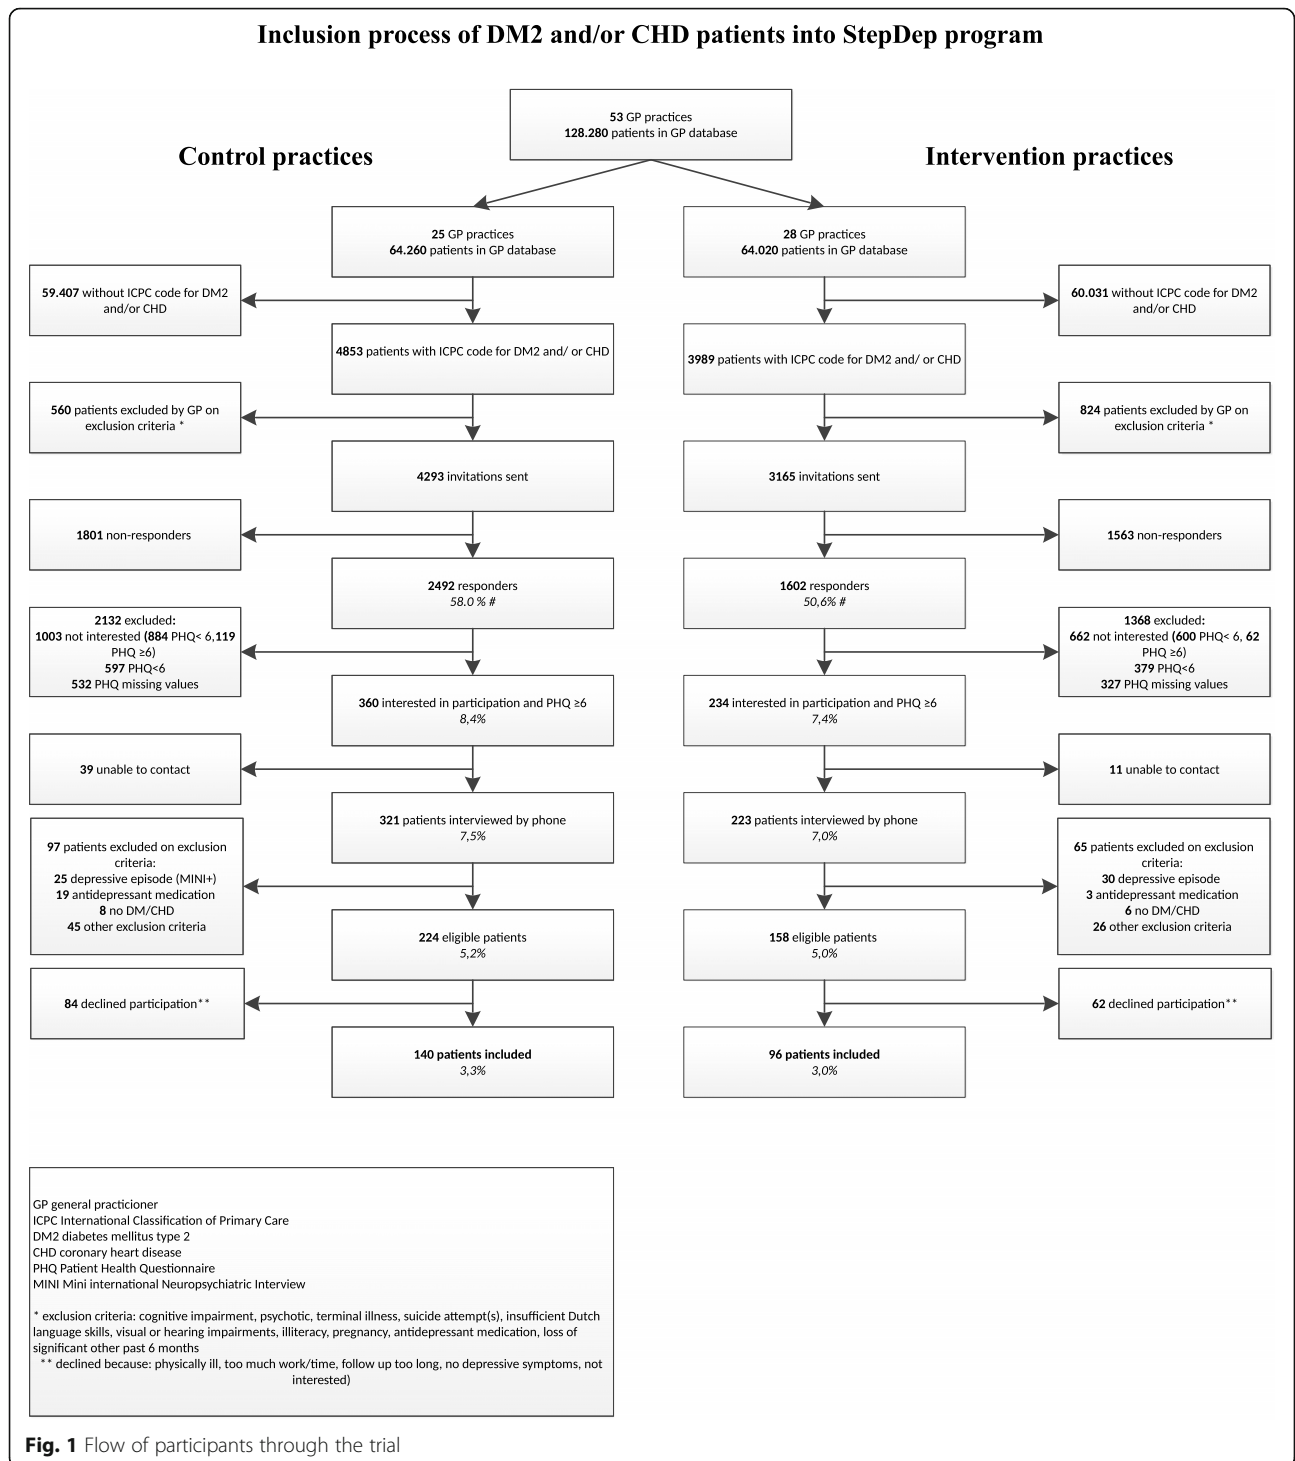 Inclusion process of DM2 and/or CHD patients into StepDep program
53 GP practices
128.280 patients in GP database
Control practices
Intervention practices
25 GP practices
64.260 patients in GP database
28 GP practices
64.020 patients in GP database
59.407 without ICPC code for DM2
and/or CHD
60.031 without ICPC code for DM2
and/or CHD
4853 patients with ICPC code for DM2 and/ or CHD
3989 patients with ICPC code for DM2 and/ or CHD
560 patients excluded by GP on
exclusion criteria *
824 patients excluded by GP on
exclusion criteria *
4293 invitations sent
3165 invitations sent
1801 non-responders
1563 non-responders
2492 responders
58.0 % #
1602 responders
50,6% #
2132 excluded:
1003 not interested (884 PHQ< 6,119
PHQ ≥6)
597 PHQ<6
532 PHQ missing values
1368 excluded:
662 not interested (600 PHQ< 6, 62
PHQ ≥6)
379 PHQ<6
327 PHQ missing values
360 interested in participation and PHQ ≥6
8,4%
234 interested in participation and PHQ ≥6
7,4%
39 unable to contact
11 unable to contact
321 patients interviewed by phone
7,5%
223 patients interviewed by phone
7,0%
97 patients excluded on exclusion
criteria:
25 depressive episode (MINI+)
19 antidepressant medication
8 no DM/CHD
45 other exclusion criteria
65 patients excluded on exclusion
criteria:
30 depressive episode
3 antidepressant medication
6 no DM/CHD
26 other exclusion criteria
224 eligible patients
5,2%
158 eligible patients
5,0%
84 declined participation**
62 declined participation**
140 patients included
3,3%
96 patients included
3,0%
GP general practicioner
ICPC International Classification of Primary Care
DM2 diabetes mellitus type 2
CHD coronary heart disease
PHQ Patient Health Questionnaire
MINI Mini international Neuropsychiatric Interview
* exclusion criteria: cognitive impairment, psychotic, terminal illness, suicide attempt(s), insufficient Dutch
language skills, visual or hearing impairments, illiteracy, pregnancy, antidepressant medication, loss of
significant other past 6 months
** declined because: physically ill, too much work/time, follow up too long, no depressive symptoms, not
interested)
Fig. 1 Flow of participants through the trial